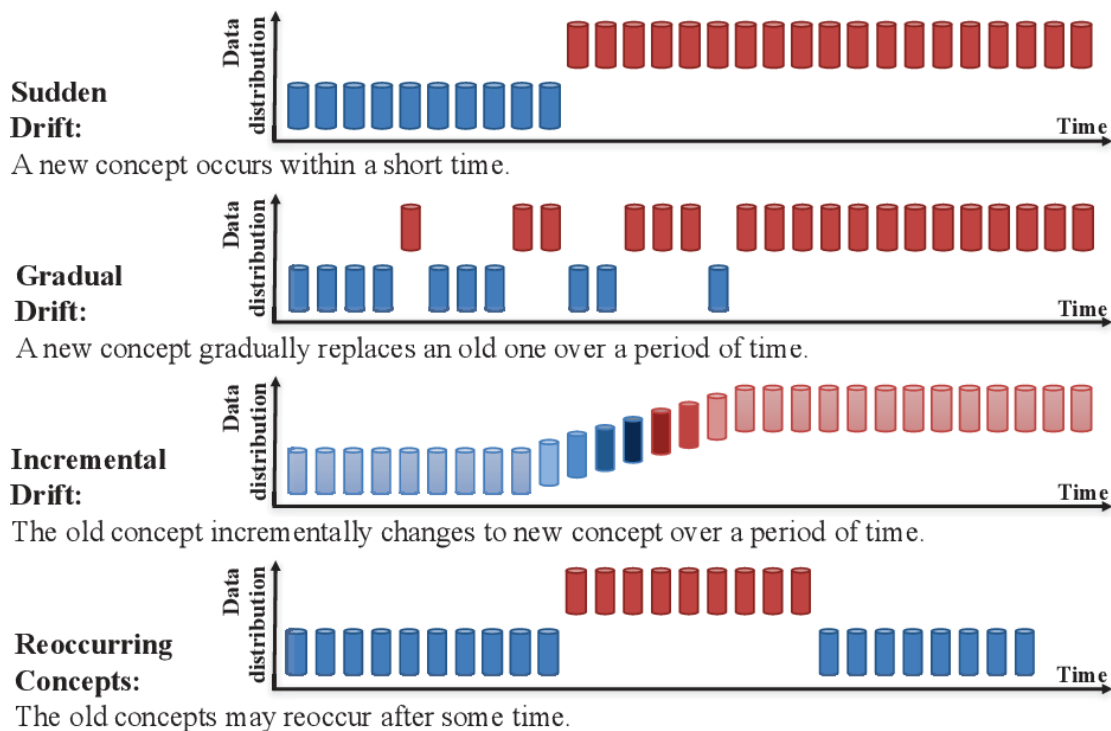 Data
distribution
Sudden
Drift:
Time
A new concept occurs within a short time.
Data
distribution
Gradual
Drift:
Time
A new concept gradually replaces an old one over a period of time.
Data
distribution
Incremental
Drift:
Time
The old concept incrementally changes to new concept over a period of time.
Data
distribution
Reoccurring
Concepts:
Time
The old concepts may reoccur after some time.